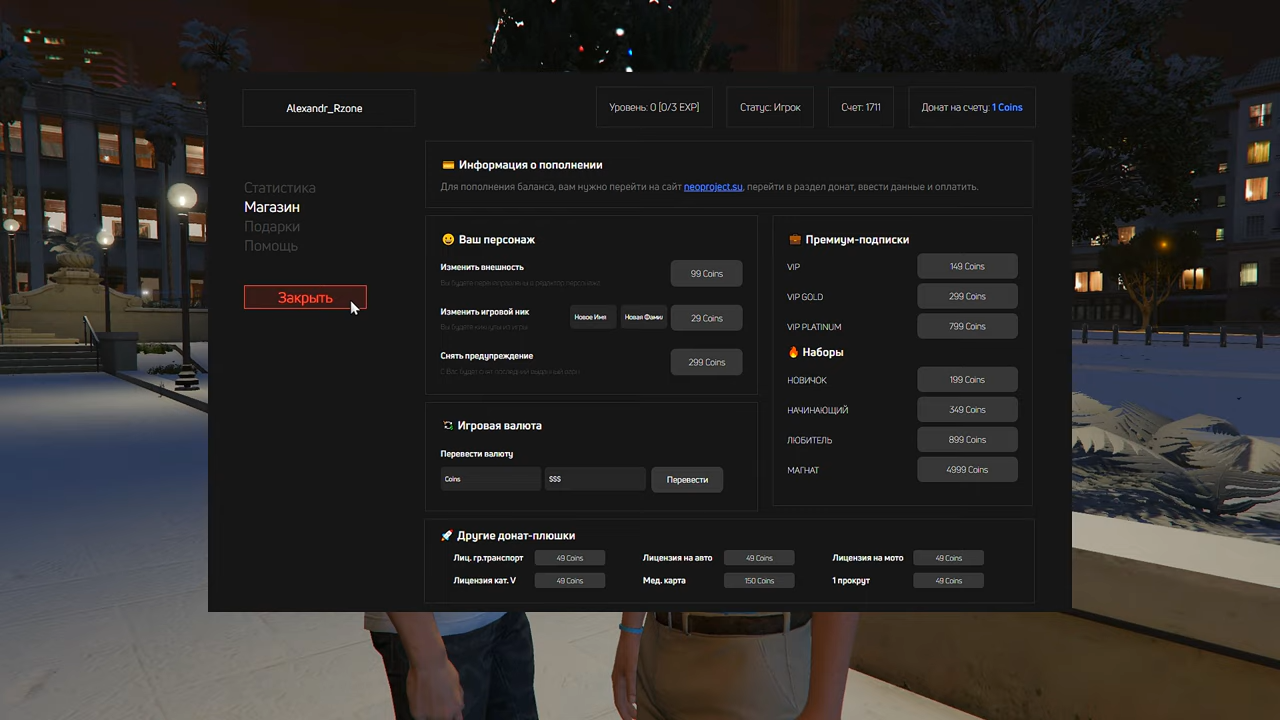 Alexandr_Rzone
Уровень: 0 [0/3 EXP]
Статус: Игрок
Счет: 1711
Донат на счету: 1 Coins
Статистика
Магазин
Подарки
Помощь
Закрыть
Информация о пополнении
Для пополнения баланса, вам нужно перейти на сайт neoproject.su, перейти в раздел донат, ввести данные и оплатить.
Ваш персонаж
Изменить внешность
99 Coins
Изменить игровой ник
Новое Имя
Новая Фамил
29 Coins
Снять предупреждение
299 Coins
Игровая валюта
Перевести валюту
Coins
$$$
Перевести
Премиум-подписки
VIP
149 Coins
VIP GOLD
299 Coins
VIP PLATINUM
799 Coins
Наборы
НОВИЧОК
199 Coins
НАЧИНАЮЩИЙ
349 Coins
ЛЮБИТЕЛЬ
899 Coins
МАГНАТ
4999 Coins
Другие донат-плюшки
Лиц. гр.транспорт
49 Coins
Лицензия на авто
49 Coins
Лицензия на мото
49 Coins
Лицензия кат. V
49 Coins
Мед. карта
150 Coins
1 прокрут
49 Coins